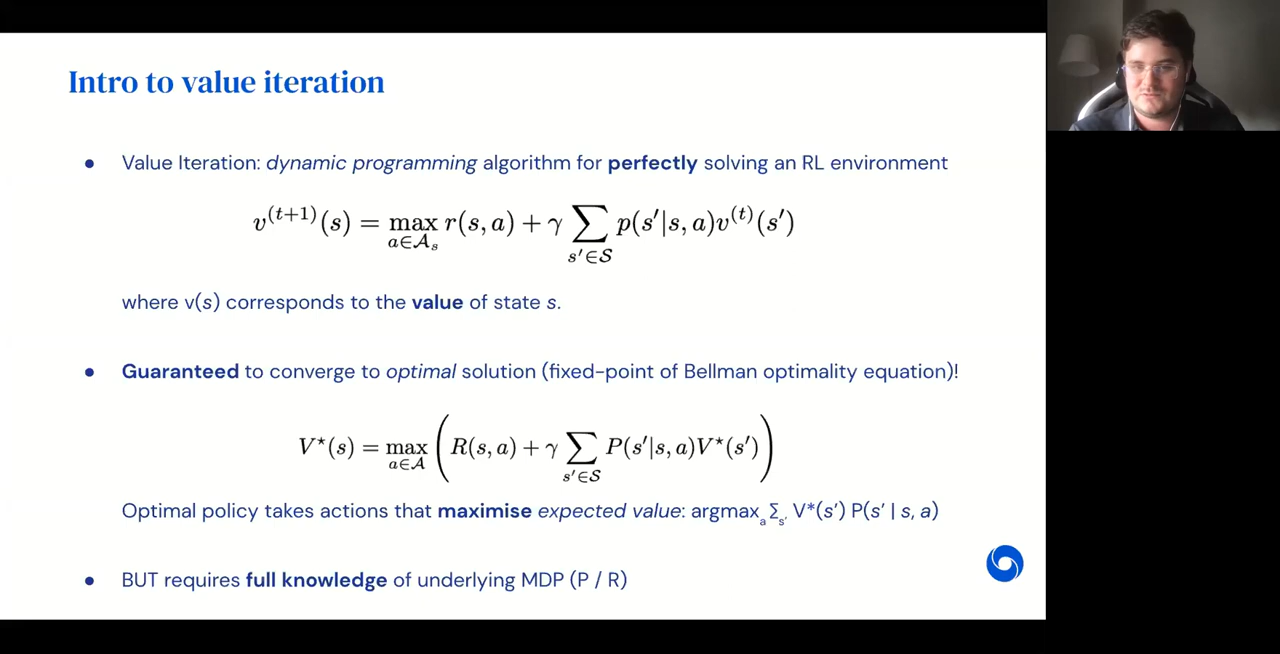 Intro to value iteration
● Value Iteration: dynamic programming algorithm for perfectly solving an RL environment
v^{(t+1)}(s) = max_{a∈𝒜_s} r(s, a) + γ ∑_{s′∈𝒮} p(s′|s, a)v^{(t)}(s′)
where v(s) corresponds to the value of state s.
● Guaranteed to converge to optimal solution (fixed-point of Bellman optimality equation)!
V^⋆(s) = max_{a∈𝒜} ( R(s, a) + γ ∑_{s′∈𝒮} P(s′|s, a)V^⋆(s′) )
Optimal policy takes actions that maximise expected value: argmax_a Σ_{s'} V*(s') P(s' | s, a)
● BUT requires full knowledge of underlying MDP (P / R)